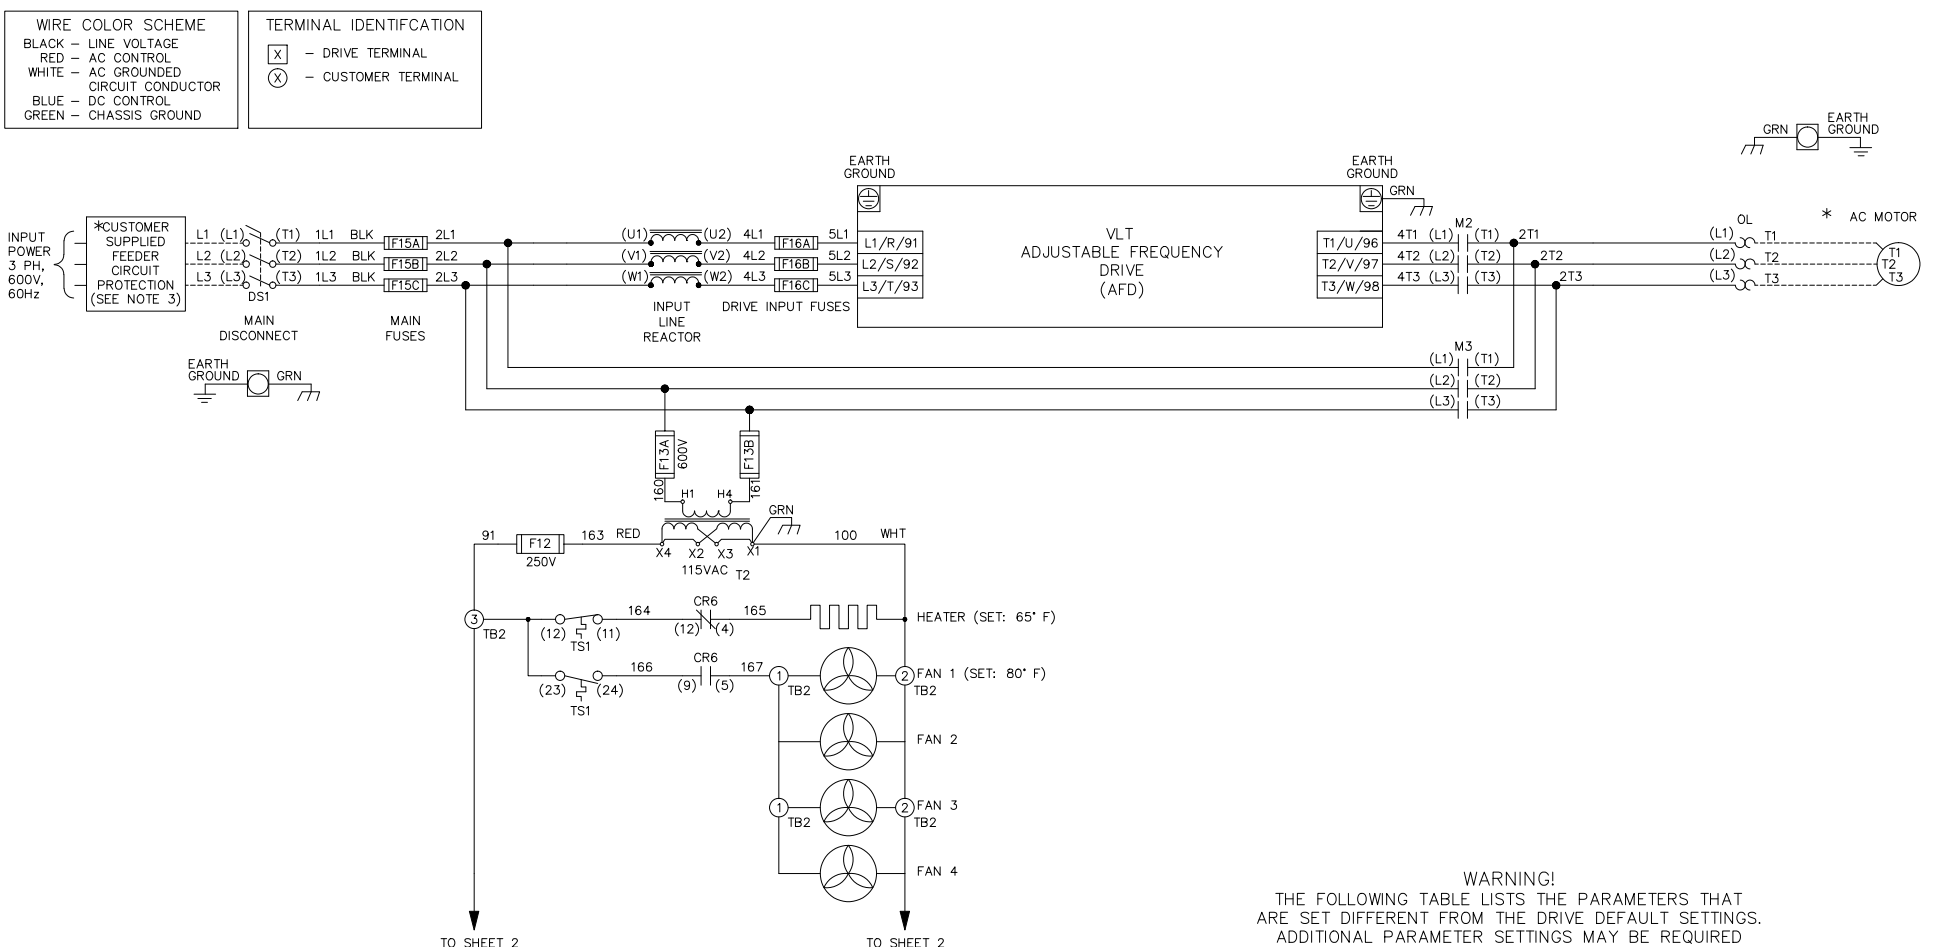 WIRE COLOR SCHEME
BLACK – LINE VOLTAGE
RED – AC CONTROL
WHITE – AC GROUNDED
CIRCUIT CONDUCTOR
BLUE – DC CONTROL
GREEN – CHASSIS GROUND
TERMINAL IDENTIFCATION
X – DRIVE TERMINAL
X – CUSTOMER TERMINAL
INPUT
POWER
3 PH,
600V,
60Hz
*CUSTOMER
SUPPLIED
FEEDER
CIRCUIT
PROTECTION
(SEE NOTE 3)
L1 (L1) (T1) 1L1 BLK F15A 2L1
L2 (L2) (T2) 1L2 BLK F15B 2L2
L3 (L3) (T3) 1L3 BLK F15C 2L3
DS1
MAIN
DISCONNECT
MAIN
FUSES
EARTH
GROUND
GRN
(U1) (U2) 4L1 F16A 5L1
(V1) (V2) 4L2 F16B 5L2
(W1) (W2) 4L3 F16C 5L3
INPUT
LINE
REACTOR
DRIVE INPUT FUSES
EARTH
GROUND
L1/R/91
L2/S/92
L3/T/93
VLT
ADJUSTABLE FREQUENCY
DRIVE
(AFD)
EARTH
GROUND
GRN
T1/U/96
T2/V/97
T3/W/98
M2
4T1 (L1) (T1) 2T1
4T2 (L2) (T2) 2T2
4T3 (L3) (T3) 2T3
M3
(L1) (T1)
(L2) (T2)
(L3) (T3)
GRN
EARTH
GROUND
OL
(L1) T1
(L2) T2
(L3) T3
* AC MOTOR
T1
T2
T3
F13A
600V
F13B
160
161
H1 H4
GRN
91 F12 163 RED
250V
X4 X2 X3 X1
100 WHT
115VAC T2
3
TB2
(12) (11) 164
TS1
CR6
(12) (4) 165
HEATER (SET: 65° F)
(23) (24) 166
TS1
CR6
(9) (5) 167
1
TB2
2
TB2
FAN 1 (SET: 80° F)
FAN 2
1
TB2
2
TB2
FAN 3
FAN 4
TO SHEET 2
TO SHEET 2
WARNING!
THE FOLLOWING TABLE LISTS THE PARAMETERS THAT
ARE SET DIFFERENT FROM THE DRIVE DEFAULT SETTINGS.
ADDITIONAL PARAMETER SETTINGS MAY BE REQUIRED